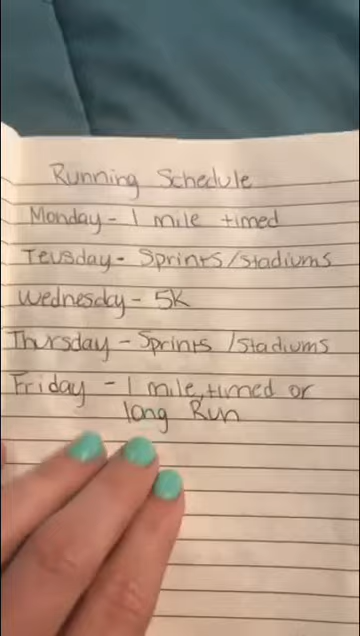 Running Schedule
Monday - 1 mile timed
Teusday - Sprints/stadiums
Wednesday - 5K
Thursday - Sprints /Stadiums
Friday - 1 mile, timed or
long Run